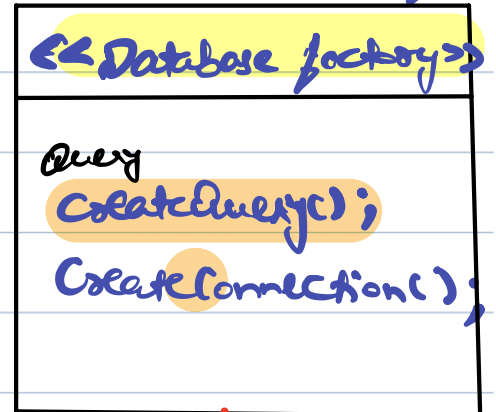 <<Database factory>>
Query
createQuery();
CreateConnection();